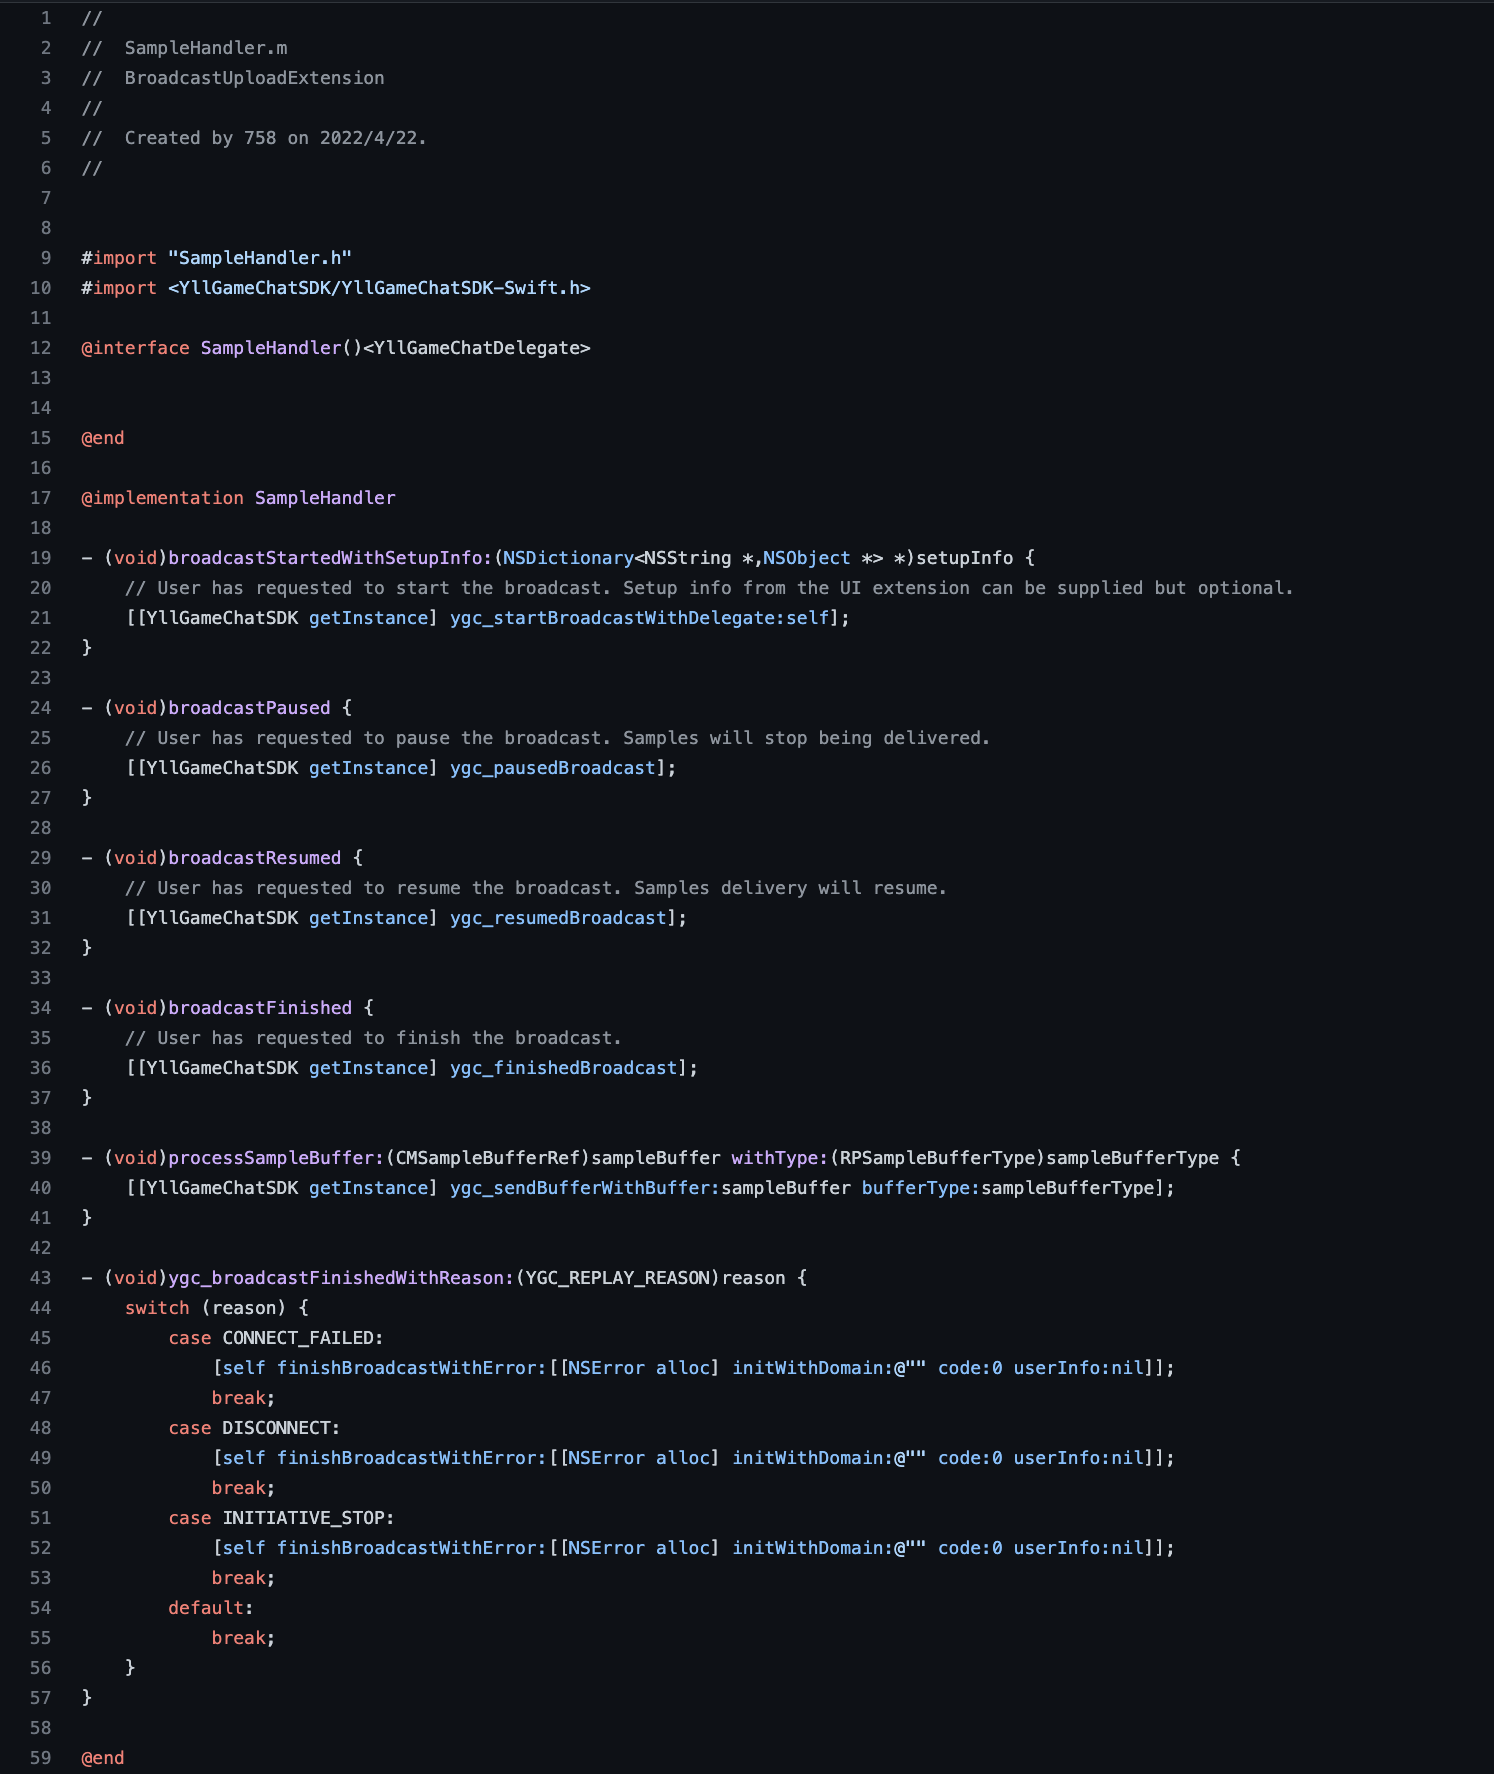 1 //
2 //  SampleHandler.m
3 //  BroadcastUploadExtension
4 //
5 //  Created by 758 on 2022/4/22.
6 //
7
8
9 #import "SampleHandler.h"
10 #import <YllGameChatSDK/YllGameChatSDK-Swift.h>
11
12 @interface SampleHandler()<YllGameChatDelegate>
13
14
15 @end
16
17 @implementation SampleHandler
18
19 - (void)broadcastStartedWithSetupInfo:(NSDictionary<NSString *,NSObject *> *)setupInfo {
20     // User has requested to start the broadcast. Setup info from the UI extension can be supplied but optional.
21     [[YllGameChatSDK getInstance] ygc_startBroadcastWithDelegate:self];
22 }
23
24 - (void)broadcastPaused {
25     // User has requested to pause the broadcast. Samples will stop being delivered.
26     [[YllGameChatSDK getInstance] ygc_pausedBroadcast];
27 }
28
29 - (void)broadcastResumed {
30     // User has requested to resume the broadcast. Samples delivery will resume.
31     [[YllGameChatSDK getInstance] ygc_resumedBroadcast];
32 }
33
34 - (void)broadcastFinished {
35     // User has requested to finish the broadcast.
36     [[YllGameChatSDK getInstance] ygc_finishedBroadcast];
37 }
38
39 - (void)processSampleBuffer:(CMSampleBufferRef)sampleBuffer withType:(RPSampleBufferType)sampleBufferType {
40     [[YllGameChatSDK getInstance] ygc_sendBufferWithBuffer:sampleBuffer bufferType:sampleBufferType];
41 }
42
43 - (void)ygc_broadcastFinishedWithReason:(YGC_REPLAY_REASON)reason {
44     switch (reason) {
45         case CONNECT_FAILED:
46             [self finishBroadcastWithError:[[NSError alloc] initWithDomain:@"" code:0 userInfo:nil]];
47             break;
48         case DISCONNECT:
49             [self finishBroadcastWithError:[[NSError alloc] initWithDomain:@"" code:0 userInfo:nil]];
50             break;
51         case INITIATIVE_STOP:
52             [self finishBroadcastWithError:[[NSError alloc] initWithDomain:@"" code:0 userInfo:nil]];
53             break;
54         default:
55             break;
56     }
57 }
58
59 @end